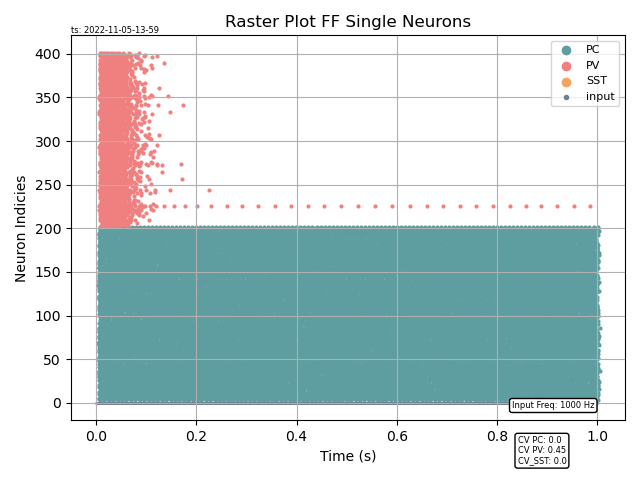 Raster Plot FF Single Neurons
ts: 2022-11-05-13-59
PC
PV
SST
input
400
350
300
250
200
150
100
50
0
Neuron Indicies
0.0 0.2 0.4 0.6 0.8 1.0
Time (s)
Input Freq: 1000 Hz
CV PC: 0.0
CV PV: 0.45
CV_SST: 0.0